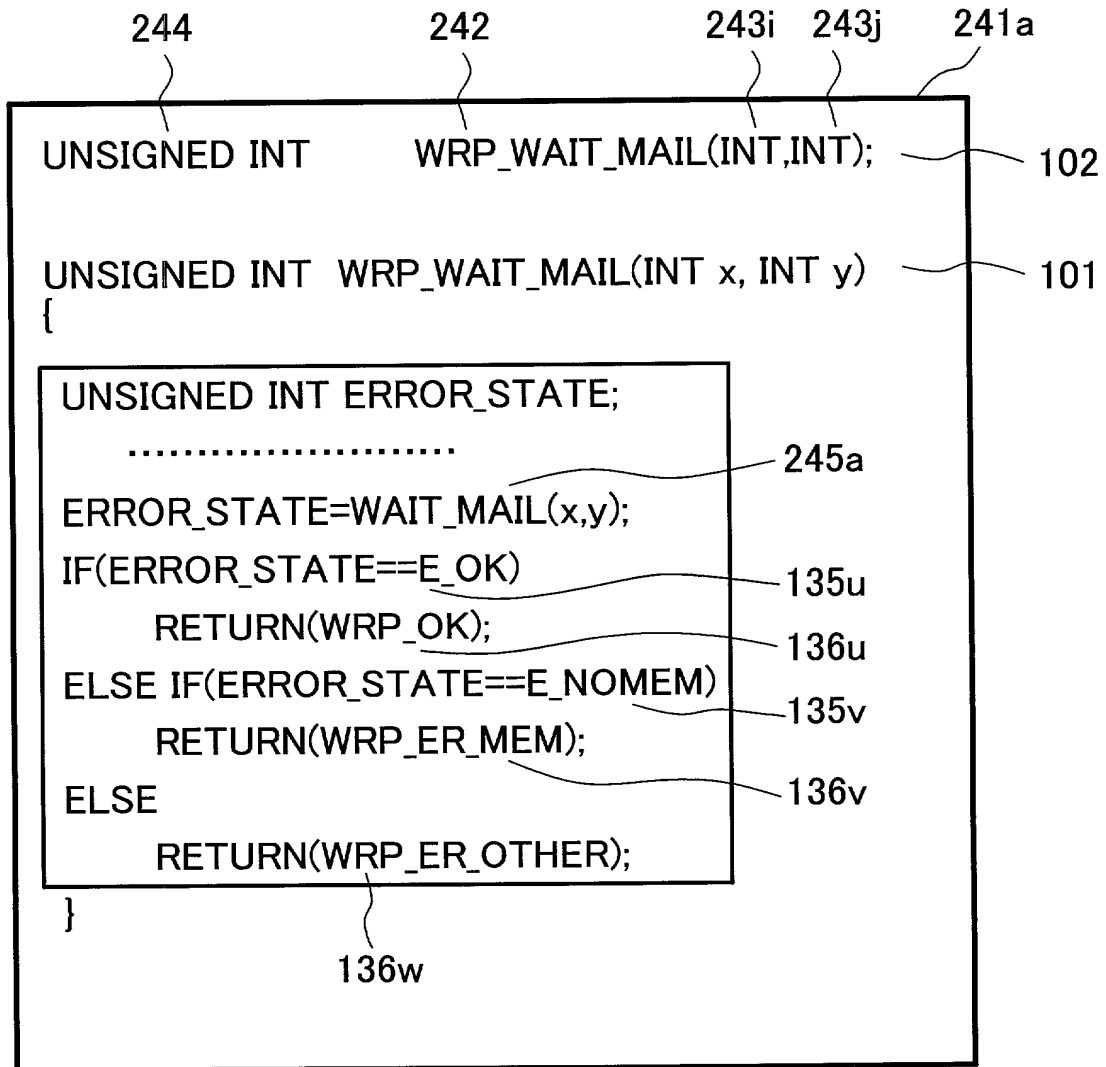 244 242 243i 243j 241a
UNSIGNED INT WRP_WAIT_MAIL(INT,INT); 102
UNSIGNED INT WRP_WAIT_MAIL(INT x, INT y) 101
{
UNSIGNED INT ERROR_STATE;
........................
245a
ERROR_STATE=WAIT_MAIL(x,y);
IF(ERROR_STATE==E_OK)
135u
RETURN(WRP_OK);
136u
ELSE IF(ERROR_STATE==E_NOMEM)
135v
RETURN(WRP_ER_MEM);
136v
ELSE
RETURN(WRP_ER_OTHER);
}
136w